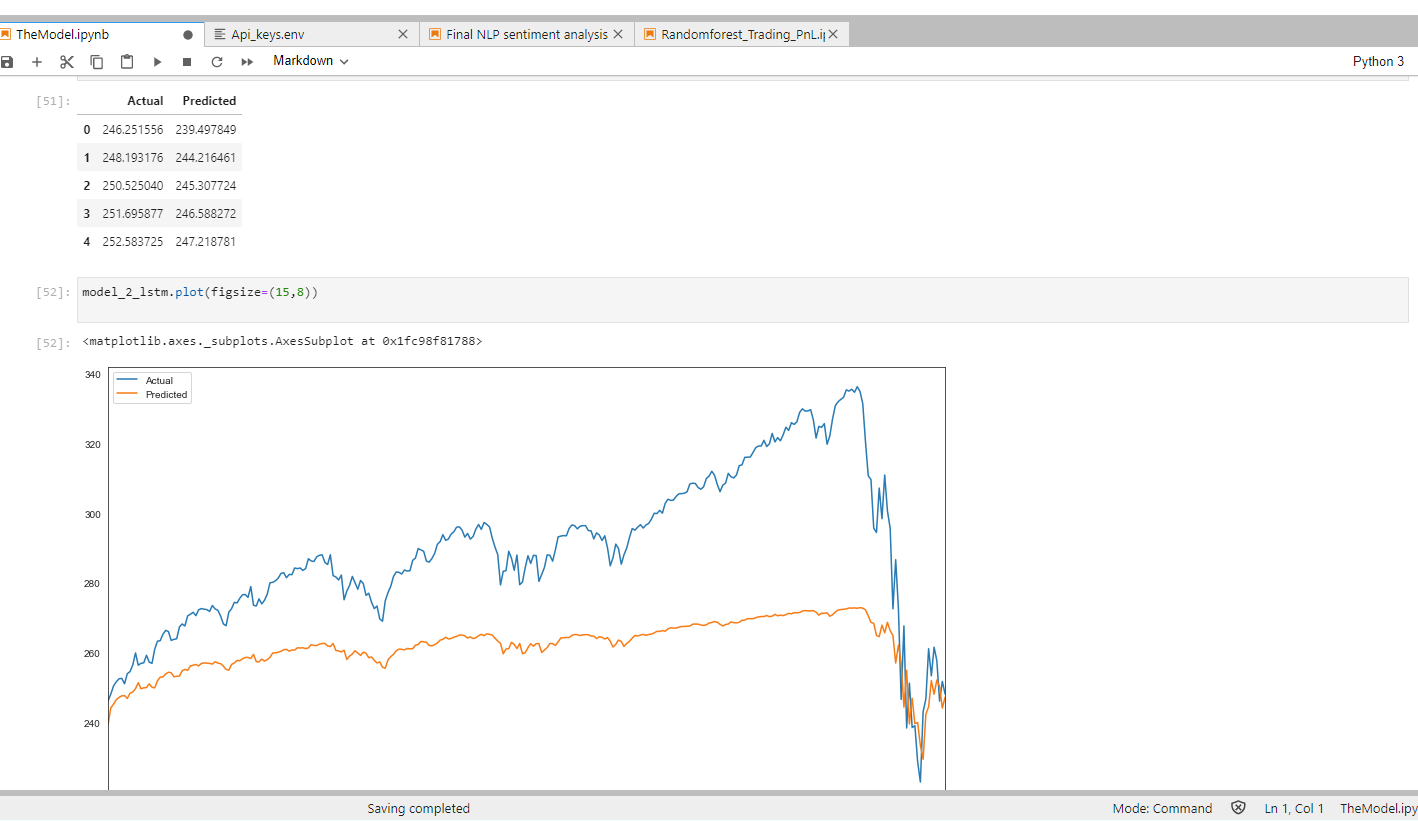 TheModel.ipynb Api_keys.env Final NLP sentiment analysis Randomforest_Trading_PnL.ip
Markdown Python 3
[51]: Actual Predicted
0 246.251556 239.497849
1 248.193176 244.216461
2 250.525040 245.307724
3 251.695877 246.588272
4 252.583725 247.218781
[52]: model_2_lstm.plot(figsize=(15,8))
[52]: <matplotlib.axes._subplots.AxesSubplot at 0x1fc98f81788>
340
Actual
Predicted
320
300
280
260
240
Saving completed Mode: Command Ln 1, Col 1 TheModel.ipy